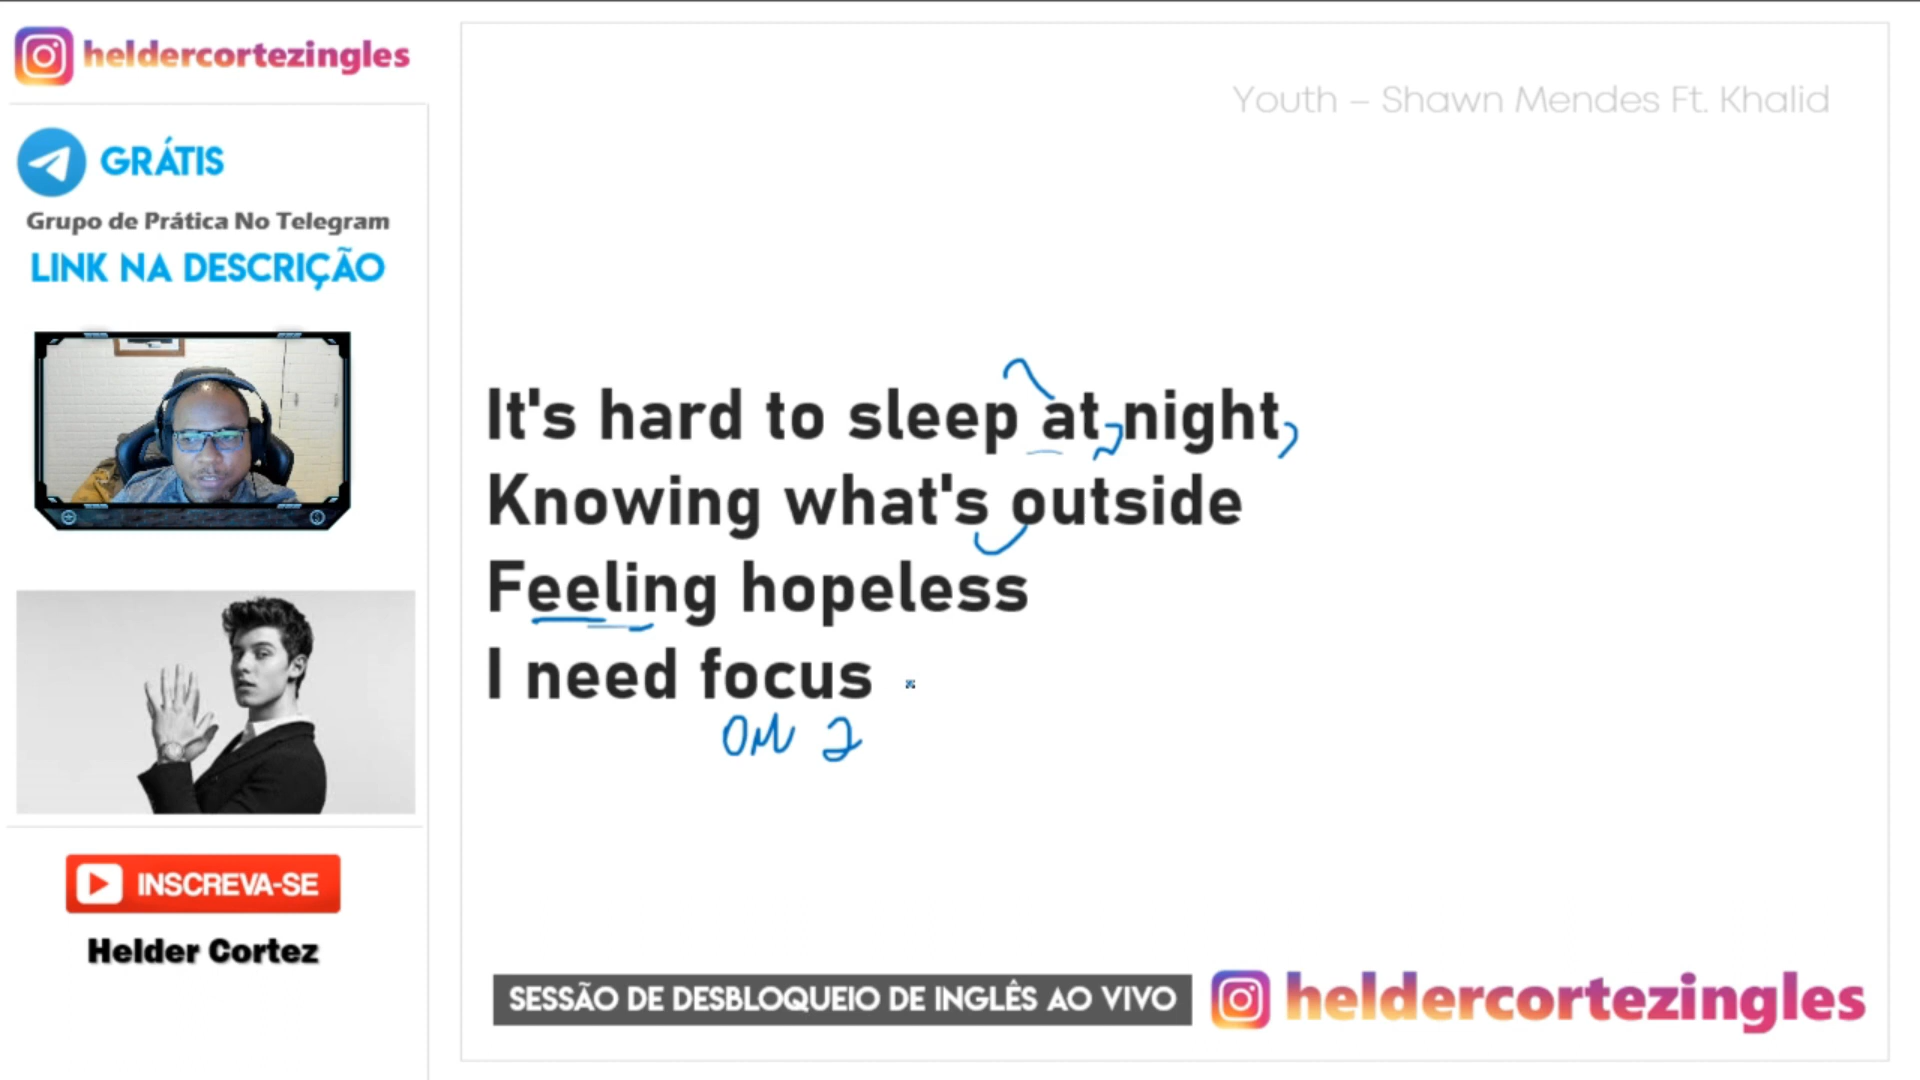 heldercortezingles
GRÁTIS
Grupo de Prática No Telegram
LINK NA DESCRIÇÃO
INSCREVA-SE
Helder Cortez
Youth – Shawn Mendes Ft. Khalid
It's hard to sleep at night,
Knowing what's outside
Feeling hopeless
I need focus
SESSÃO DE DESBLOQUEIO DE INGLÊS AO VIVO
heldercortezingles